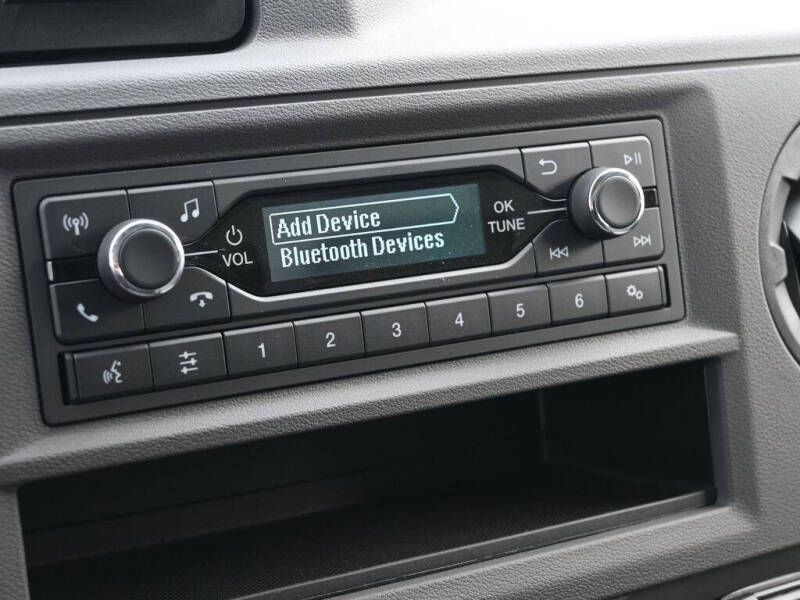 Add Device
Bluetooth Devices
VOL
OK
TUNE
1 2 3 4 5 6